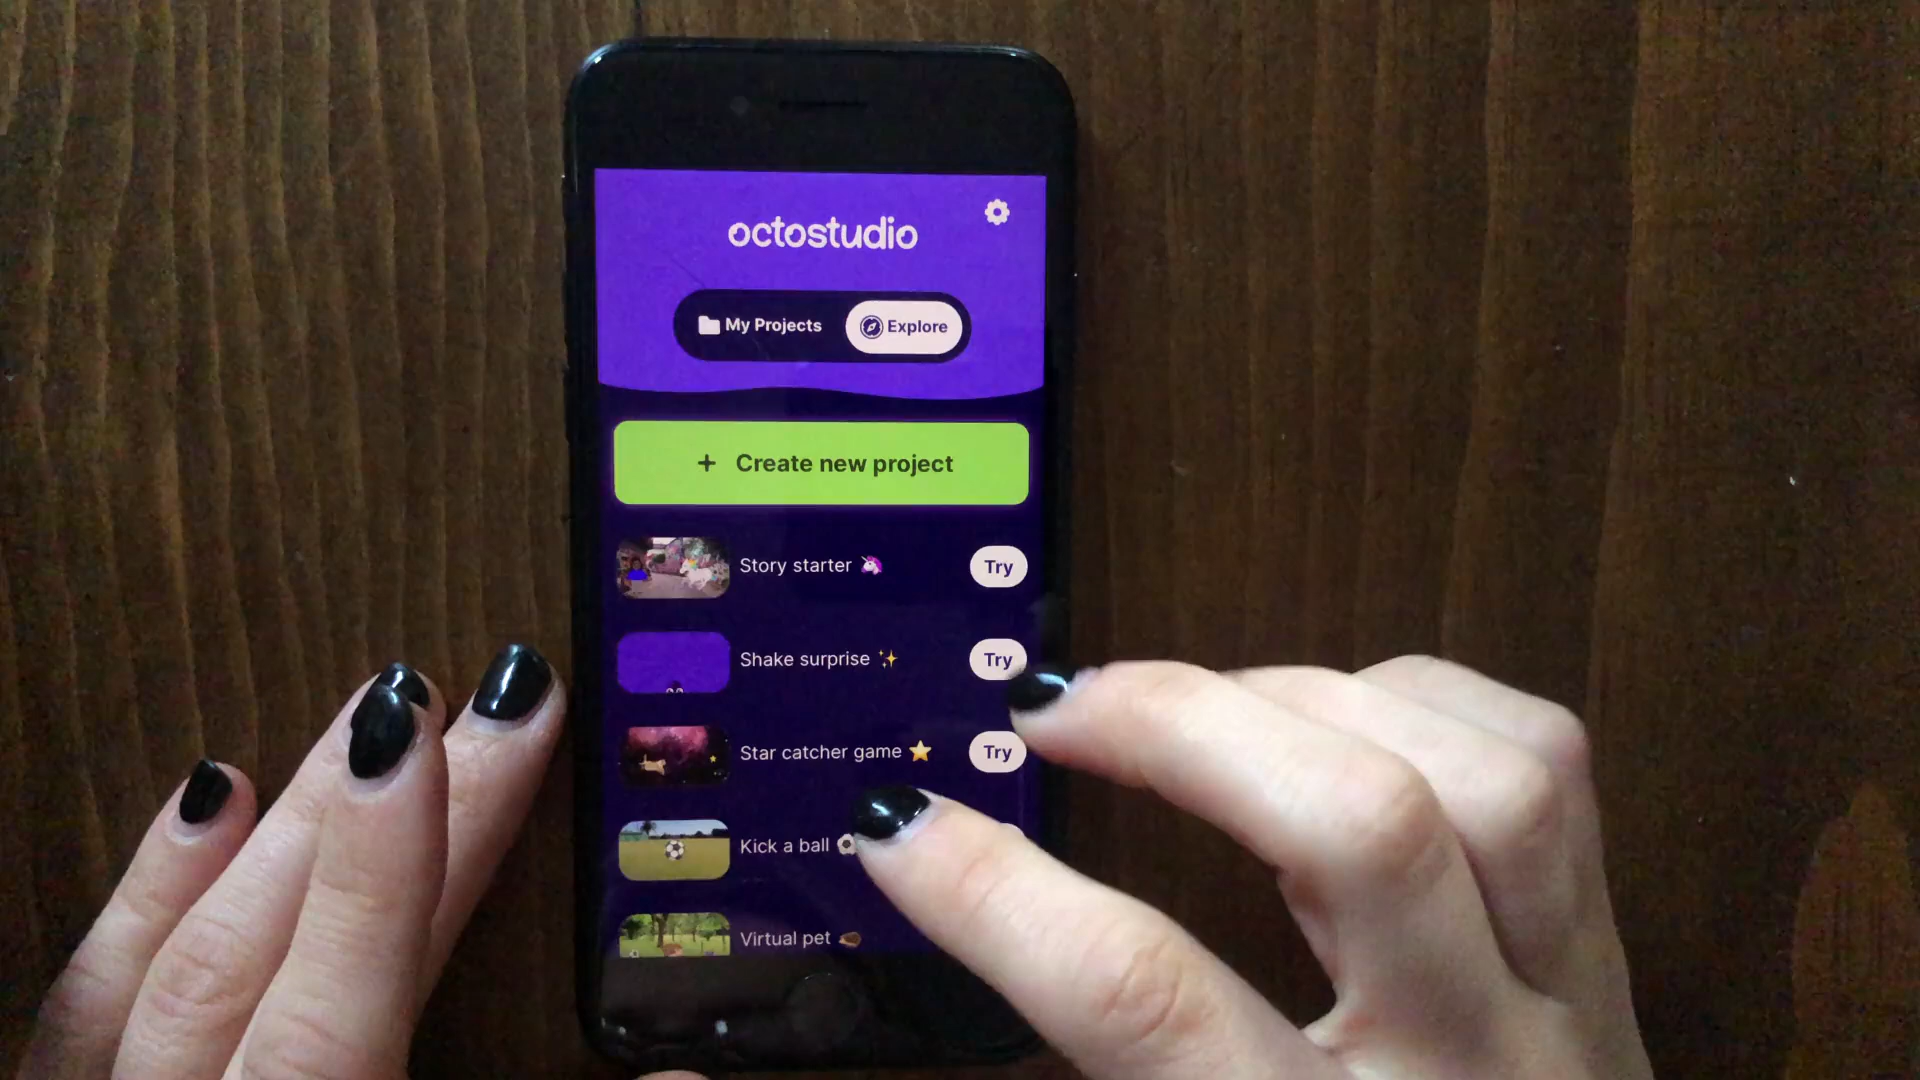 octostudio
My Projects
Explore
+ Create new project
Story starter 🦄
Try
Shake surprise ✨
Try
Star catcher game ⭐
Try
Kick a ball ⚽
Virtual pet